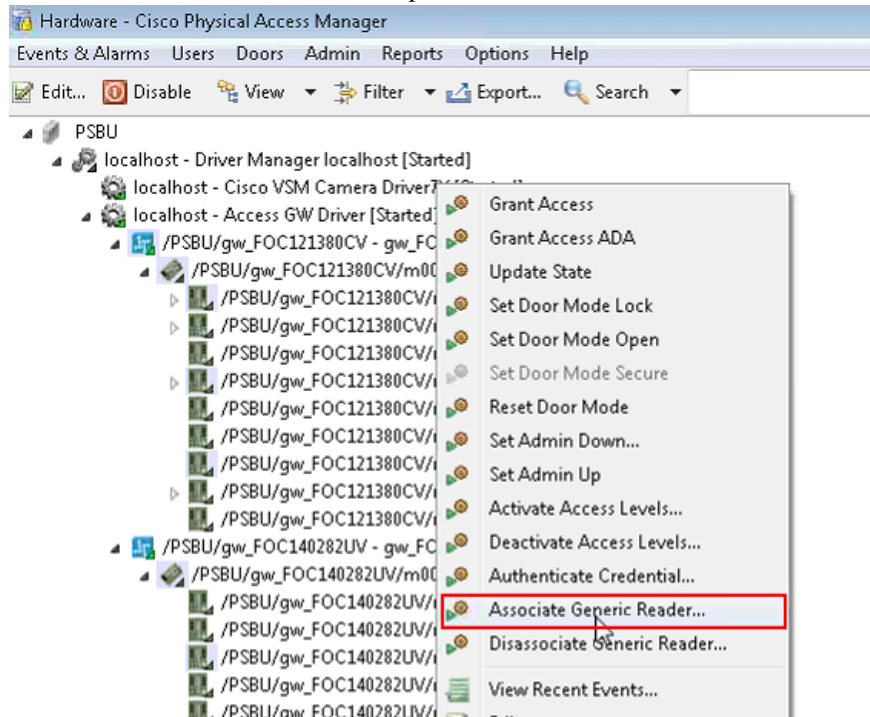 Hardware - Cisco Physical Access Manager
Events & Alarms Users Doors Admin Reports Options Help
Edit... Disable View Filter Export... Search
PSBU
localhost - Driver Manager localhost [Started]
localhost - Cisco VSM Camera Driver
localhost - Access GW Driver [Started]
/PSBU/gw_FOC121380CV - gw_FC
/PSBU/gw_FOC121380CV/m00
/PSBU/gw_FOC121380CV/
/PSBU/gw_FOC121380CV/
/PSBU/gw_FOC121380CV/
/PSBU/gw_FOC121380CV/
/PSBU/gw_FOC121380CV/
/PSBU/gw_FOC121380CV/
/PSBU/gw_FOC121380CV/
/PSBU/gw_FOC121380CV/
/PSBU/gw_FOC121380CV/
/PSBU/gw_FOC140282UV - gw_FC
/PSBU/gw_FOC140282UV/m00
/PSBU/gw_FOC140282UV/
/PSBU/gw_FOC140282UV/
/PSBU/gw_FOC140282UV/
/PSBU/gw_FOC140282UV/
/PSBU/gw_FOC140282UV/
Grant Access
Grant Access ADA
Update State
Set Door Mode Lock
Set Door Mode Open
Set Door Mode Secure
Reset Door Mode
Set Admin Down...
Set Admin Up
Activate Access Levels...
Deactivate Access Levels...
Authenticate Credential...
Associate Generic Reader...
Disassociate Generic Reader...
View Recent Events...